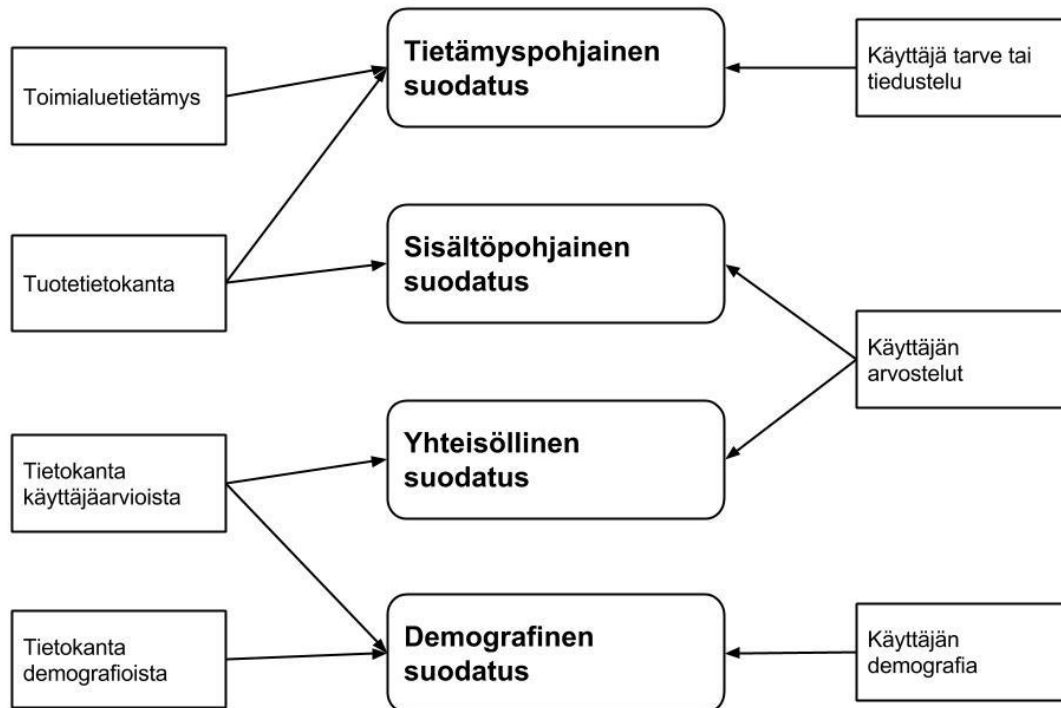 Toimialuetietämys
Tietämyspohjainen
suodatus
Käyttäjä tarve tai
tiedustelu
Tuotetietokanta
Sisältöpohjainen
suodatus
Käyttäjän
arvostelut
Tietokanta
käyttäjäarvioista
Yhteisöllinen
suodatus
Tietokanta
demografioista
Demografinen
suodatus
Käyttäjän
demografia